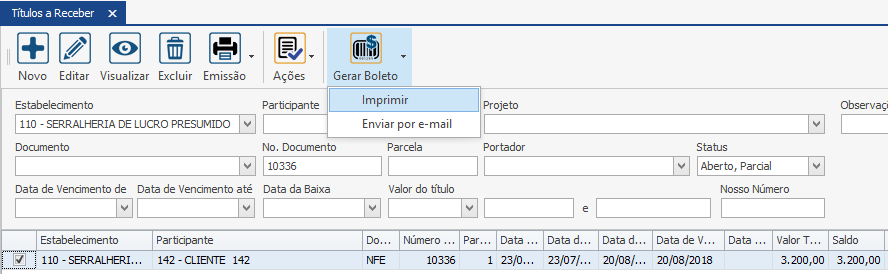 Títulos a Receber
Novo Editar Visualizar Excluir Emissão Ações Gerar Boleto
Imprimir
Enviar por e-mail
Estabelecimento Participante Projeto Observaçã
110 - SERRALHERIA DE LUCRO PRESUMIDO
Documento No. Documento Parcela Portador Status
10336 Aberto, Parcial
Data de Vencimento de Data de Vencimento até Data da Baixa Valor do título Nosso Número
e
Estabelecimento Participante Do... Número ... Par... Data ... Data d... Data d... Data de V... Data ... Valor T... Saldo
110 - SERRALHERI... 142 - CLIENTE 142 NFE 10336 1 23/0... 23/07/... 20/08/... 20/08/2018 3.200,00 3.200,00